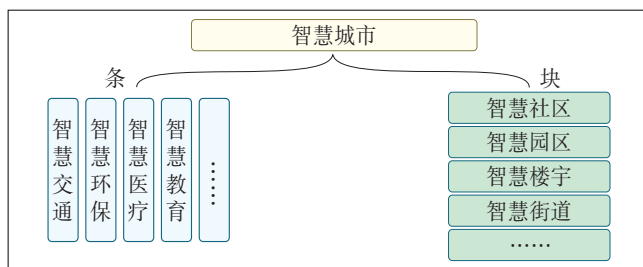 智慧城市
条
块
智慧交通
智慧环保
智慧医疗
智慧教育
……
智慧社区
智慧园区
智慧楼宇
智慧街道
……